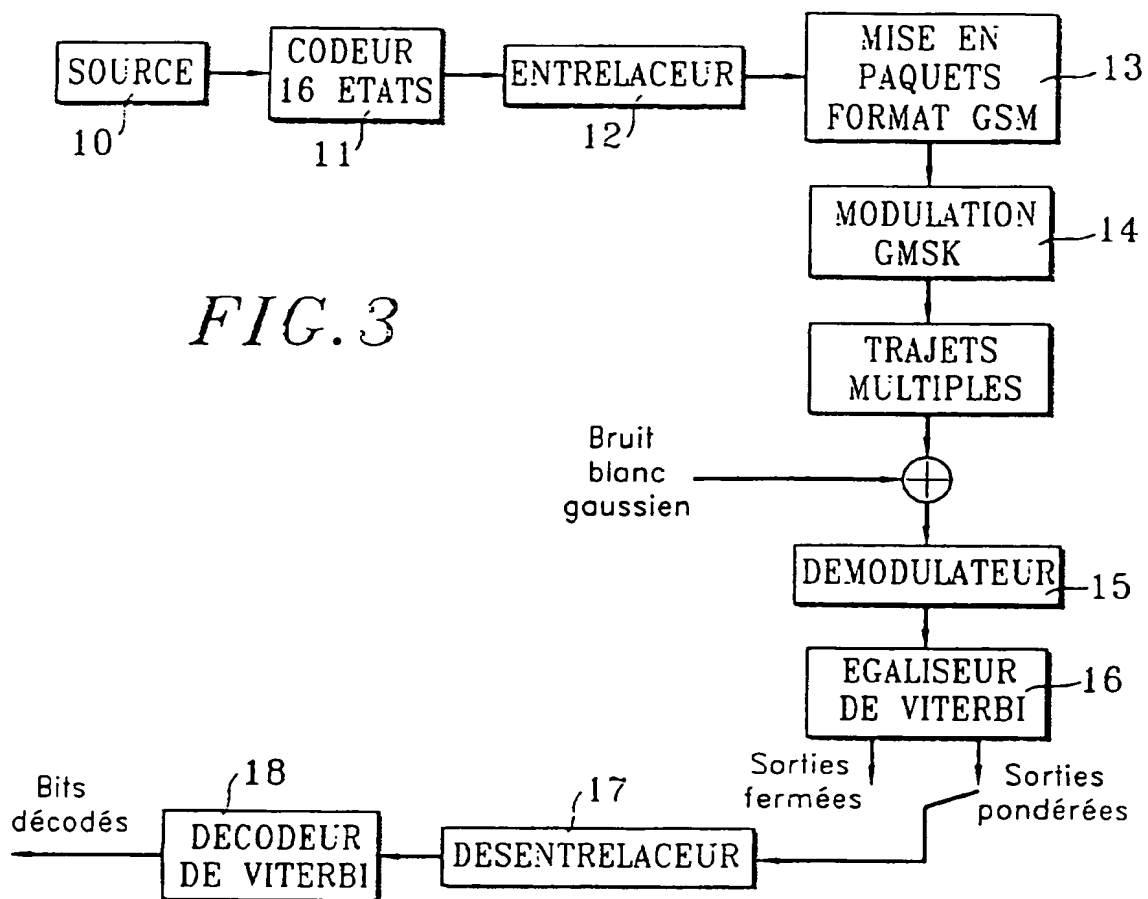 SOURCE
10
CODEUR
16 ETATS
11
ENTRELACEUR
12
MISE EN
PAQUETS
FORMAT GSM
13
MODULATION
GMSK
14
FIG.3
TRAJETS
MULTIPLES
Bruit
blanc
gaussien
DEMODULATEUR
15
EGALISEUR
DE VITERBI
16
Sorties
fermées
Sorties
pondérées
17
DESENTRELACEUR
18
DECODEUR
DE VITERBI
Bits
décodés